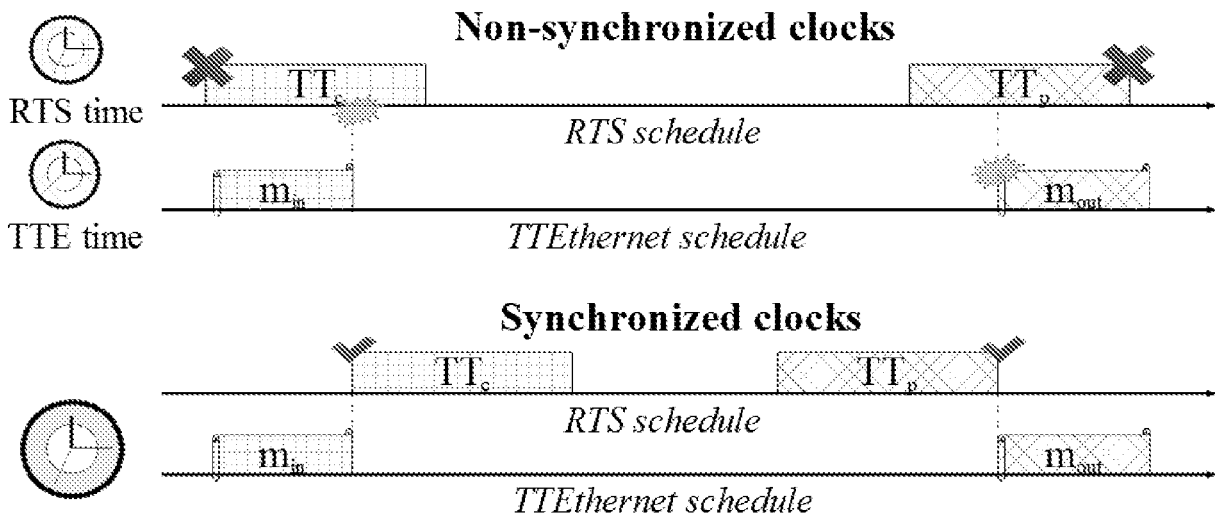 Non-synchronized clocks
TTc
TTp
RTS time
RTS schedule
min
mout
TTE time
TTEthernet schedule
Synchronized clocks
TTc
TTp
RTS schedule
min
mout
TTEthernet schedule